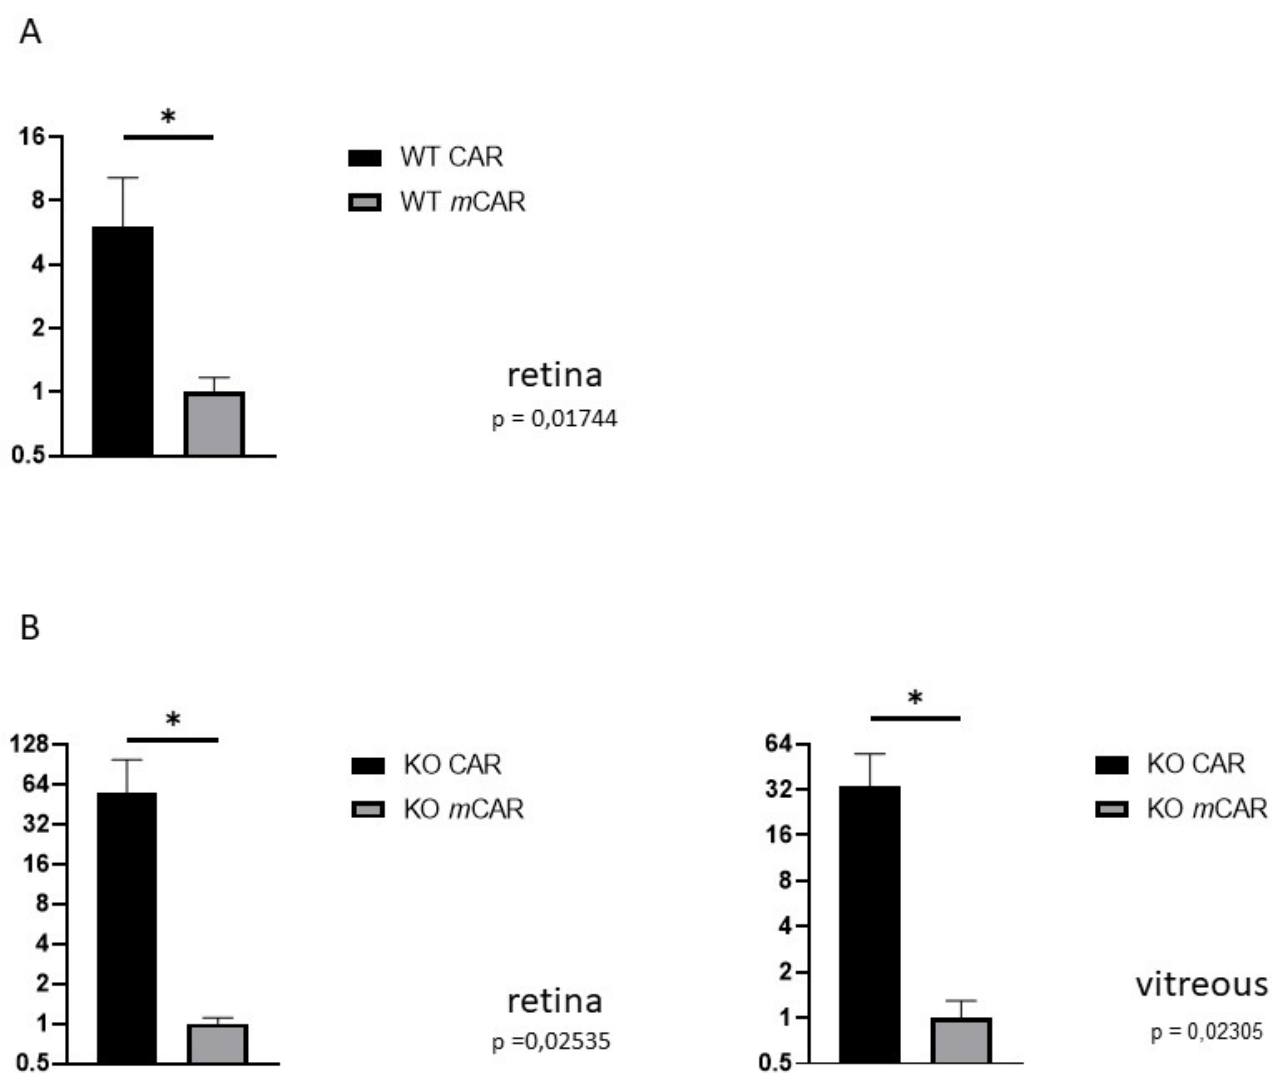 A
*
16
8
4
2
1
0.5
WT CAR
WT mCAR
retina
p = 0,01744
B
*
128
64
32
16
8
4
2
1
0.5
KO CAR
KO mCAR
retina
p =0,02535
*
64
32
16
8
4
2
1
0.5
KO CAR
KO mCAR
vitreous
p = 0,02305